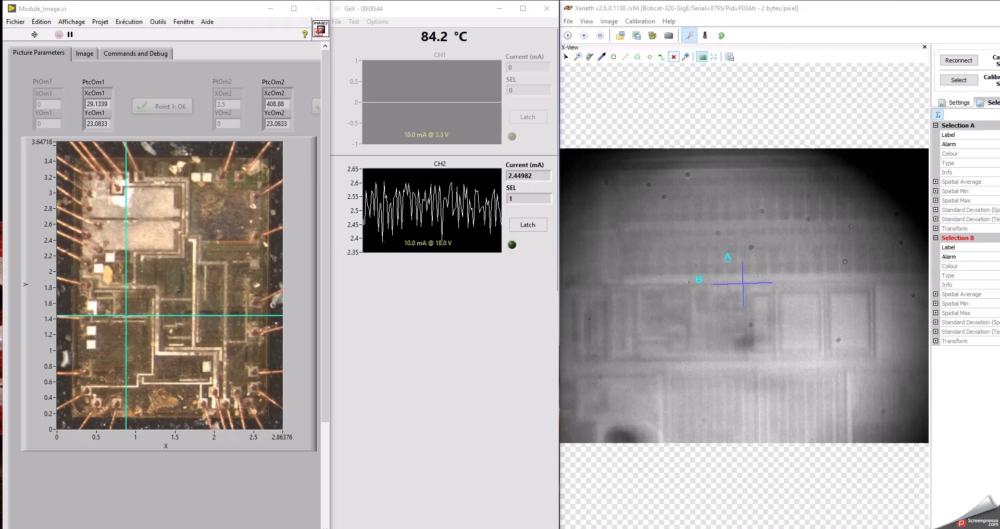 Module_Image.vi
Fichier Édition Affichage Projet Exécution Outils Fenêtre Aide
IMAGES
Picture Parameters Image Commands and Debug
PtOm1 PtcOm1 PtOm2 PtcOm2
XOm1 XcOm1 XOm2 XcOm2
0 29.1339 Point 1: OK 2.5 408.88
YOm1 YcOm1 YOm2 YcOm2
0 23.0833 0 23.0833
3.64718
3.4
3.2
3
2.8
2.6
2.4
2.2
2
1.8
1.6
1.4
1.2
1
0.8
0.6
0.4
0.2
0
Y
0 0.5 1 1.5 2 2.5 2.86376
X
GeV - 00:00:44
File Test Options
84.2 °C
CH1
Current (mA)
0
SEL
0
Latch
1
0.5
0
-0.5
-1
10.0 mA @ 3.3 V
CH2
Current (mA)
2.44982
SEL
1
Latch
2.65
2.6
2.55
2.5
2.45
2.4
2.35
10.0 mA @ 18.0 V
Xeneth v2.6.0.1138 /x64 [Bobcat-320-GigE/Serial=8795/Pid=F03Ah - 2 bytes/pixel]
File View Image Calibration Help
X-View
A
B
Reconnect Ca
S
Select Calib
S
Settings Sele
Selection A
Label
Alarm
Colour
Type
Info
Spatial Average
Spatial Min
Spatial Max
Standard Deviation (Sp
Standard Deviation (Te
Transform
Selection B
Label
Alarm
Colour
Type
Info
Spatial Average
Spatial Min
Spatial Max
Standard Deviation (Sp
Standard Deviation (Te
Transform
Screenpresso
.com